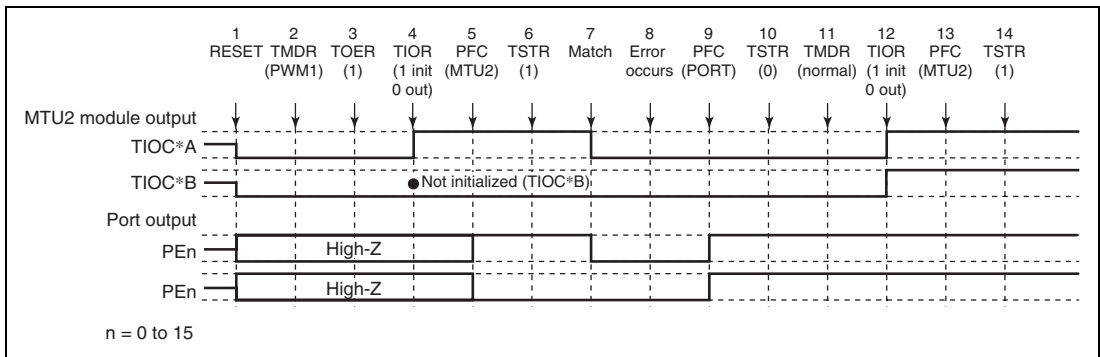 1 2 3 4 5 6 7 8 9 10 11 12 13 14
RESET TMDR TOER TIOR PFC TSTR Match Error PFC TSTR TMDR TIOR PFC TSTR
(PWM1) (1) (1 init (MTU2) (1) occurs (PORT) (0) (normal) (1 init (MTU2) (1)
0 out) 0 out)
MTU2 module output
TIOC*A
TIOC*B Not initialized (TIOC*B)
Port output
PEn High-Z
PEn High-Z
n = 0 to 15